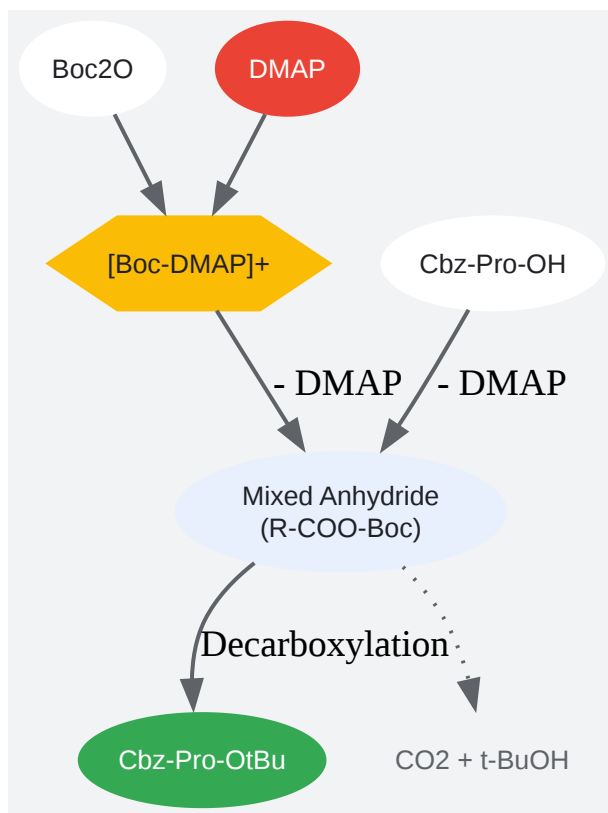 Boc2O
DMAP
[Boc-DMAP]+
Cbz-Pro-OH
- DMAP
- DMAP
Mixed Anhydride
(R-COO-Boc)
Decarboxylation
Cbz-Pro-OtBu
CO2 + t-BuOH